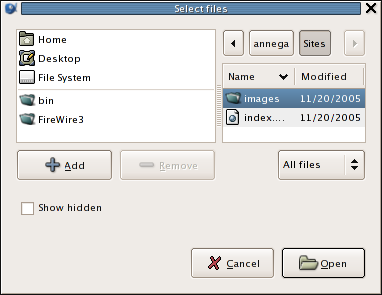 Select files
Home
Desktop
File System
bin
FireWire3
annega Sites
Name Modified
images 11/20/2005
index.... 11/20/2005
Add Remove All files
Show hidden
Cancel Open